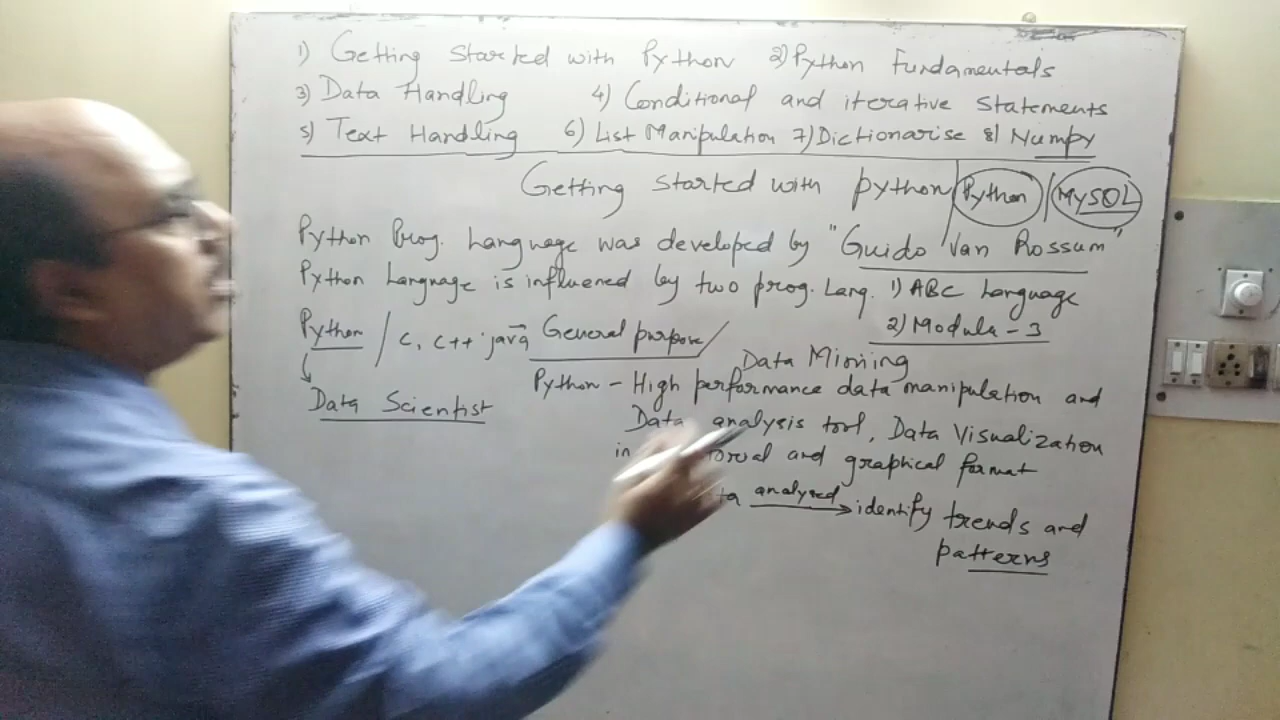 1) Getting Started with Python 2) Python Fundamentals
3) Data Handling 4) Conditional and iterative Statements
5) Text Handling 6) List Manipulation 7) Dictionarise 8) Numpy
Getting started with python Python / MySQL
Python Prog. Language was developed by "Guido Van Rossum"
Python Language is influened by two prog. Lang. 1) ABC Language
2) Modula - 3
Python / C, C++ java General purpose /
Data Mining
Data Scientist
Python - High performance data manipulation and
Data analysis tool, Data Visualization
in and graphical format
analysed identify trends and
patterns